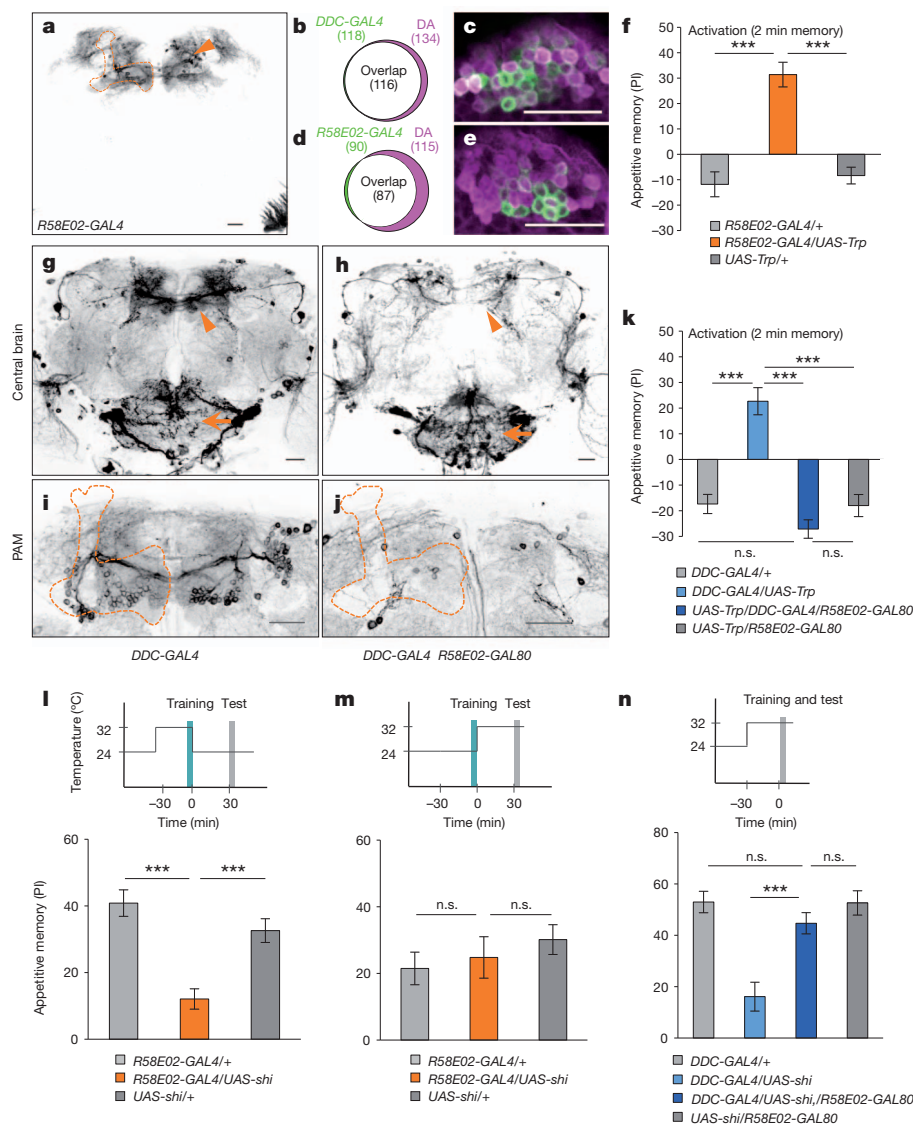 a
R58E02-GAL4
b
DDC-GAL4
(118)
DA
(134)
Overlap
(116)
c
d
R58E02-GAL4
(90)
DA
(115)
Overlap
(87)
e
f
Activation (2 min memory)
*** ***
Appetitive memory (PI)
50
40
30
20
10
0
−10
−20
−30
R58E02-GAL4/+
R58E02-GAL4/UAS-Trp
UAS-Trp/+
Central brain
g
h
PAM
i
j
DDC-GAL4
DDC-GAL4 R58E02-GAL80
k
Activation (2 min memory)
***
*** ***
Appetitive memory (PI)
50
40
30
20
10
0
−10
−20
−30
n.s. n.s.
DDC-GAL4/+
DDC-GAL4/UAS-Trp
UAS-Trp/DDC-GAL4/R58E02-GAL80
UAS-Trp/R58E02-GAL80
l
Training Test
Temperature (°C)
32
24
−30 0 30
Time (min)
Appetitive memory (PI)
60
40
20
0
*** ***
R58E02-GAL4/+
R58E02-GAL4/UAS-shi
UAS-shi/+
m
Training Test
32
24
−30 0 30
Time (min)
60
40
20
0
n.s. n.s.
R58E02-GAL4/+
R58E02-GAL4/UAS-shi
UAS-shi/+
n
Training and test
32
24
−30 0 30
Time (min)
80
60
40
20
0
n.s. n.s.
***
DDC-GAL4/+
DDC-GAL4/UAS-shi
DDC-GAL4/UAS-shi,/R58E02-GAL80
UAS-shi/R58E02-GAL80